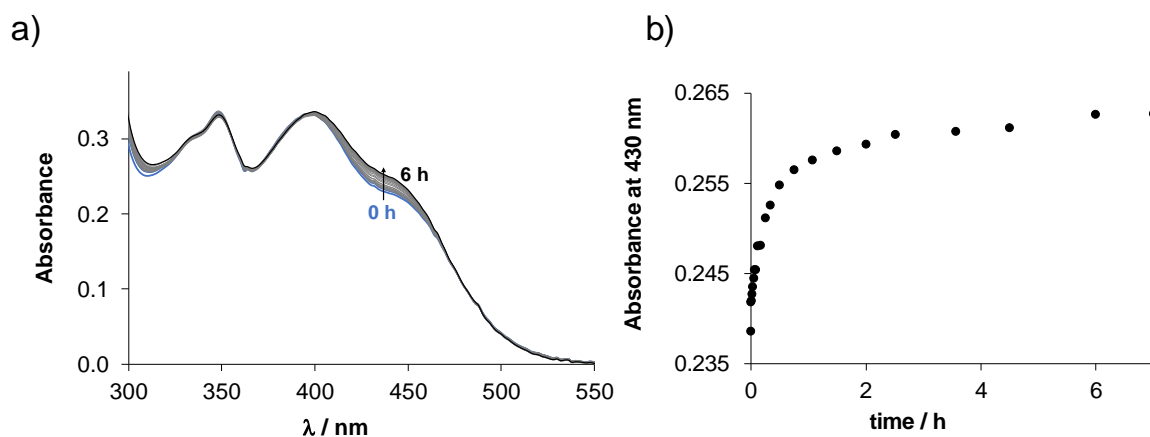 a)
0.3
0.2
0.1
0.0
300
350
400
450
500
550
Absorbance
λ / nm
6 h
0 h
b)
0.265
0.255
0.245
0.235
0
2
4
6
Absorbance at 430 nm
time / h